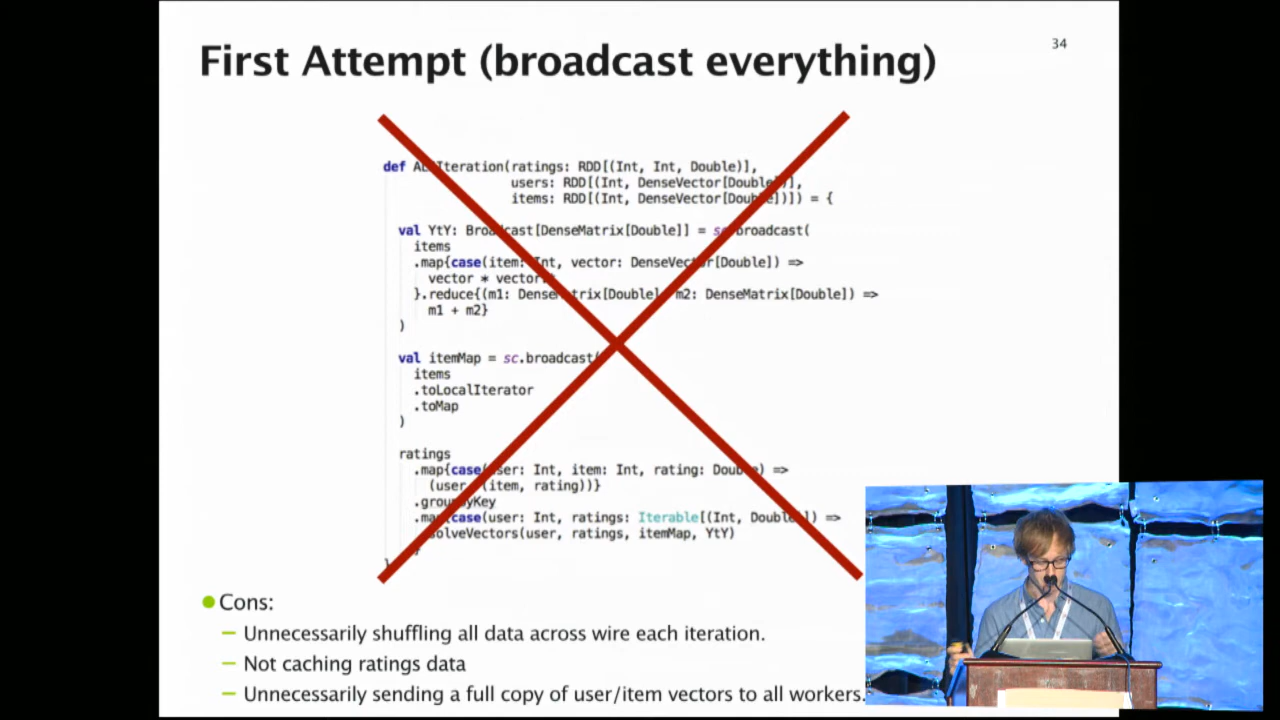 First Attempt (broadcast everything)
34
def ALSIteration(ratings: RDD[(Int, Int, Double)],
users: RDD[(Int, DenseVector[Double])],
items: RDD[(Int, DenseVector[Double])]) = {
val YtY: Broadcast[DenseMatrix[Double]] = sc.broadcast(
items
.map{case(item: Int, vector: DenseVector[Double]) =>
vector * vector
}.reduce{(m1: DenseMatrix[Double], m2: DenseMatrix[Double]) =>
m1 + m2}
)
val itemMap = sc.broadcast(
items
.toLocalIterator
.toMap
)
ratings
.map{case(user: Int, item: Int, rating: Double) =>
(user, (item, rating))}
.groupByKey
.map{case(user: Int, ratings: Iterable[(Int, Double)]) =>
solveVectors(user, ratings, itemMap, YtY)
}
}
Cons:
– Unnecessarily shuffling all data across wire each iteration.
– Not caching ratings data
– Unnecessarily sending a full copy of user/item vectors to all workers.